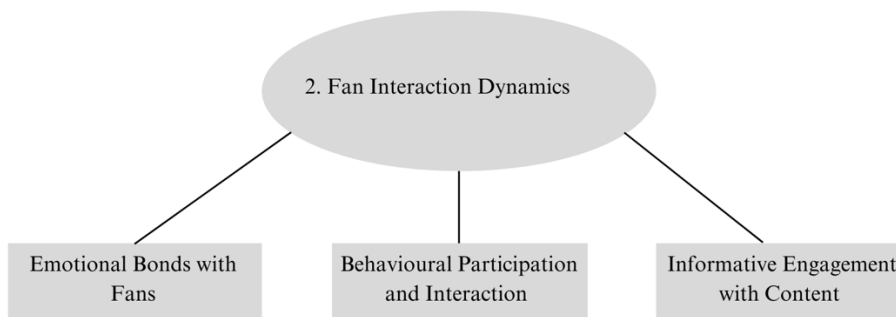 2. Fan Interaction Dynamics
Emotional Bonds with
Fans
Behavioural Participation
and Interaction
Informative Engagement
with Content